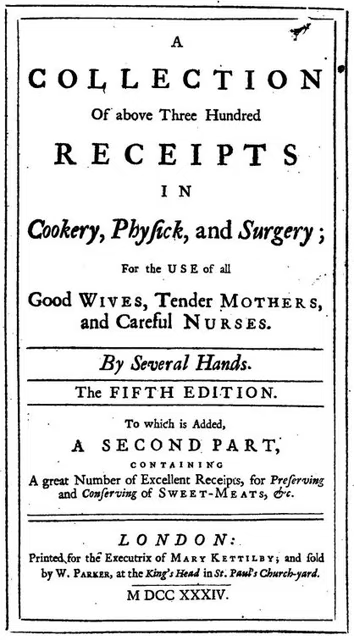 A
COLLECTION
Of above Three Hundred
RECEIPTS
IN
Cookery, Phyſick, and Surgery;
For the USE of all
Good WIVES, Tender MOTHERS,
and Careful NURSES.
By Several Hands.
The FIFTH EDITION.
To which is Added,
A SECOND PART,
CONTAINING
A great Number of Excellent Receipts, for Preſerving
and Conſerving of SWEET-MEATS, &c.
LONDON:
Printed, for the Executrix of MARY KETTILBY; and ſold
by W. PARKER, at the King's Head in St. Paul's Church-yard.
M DCC XXXIV.